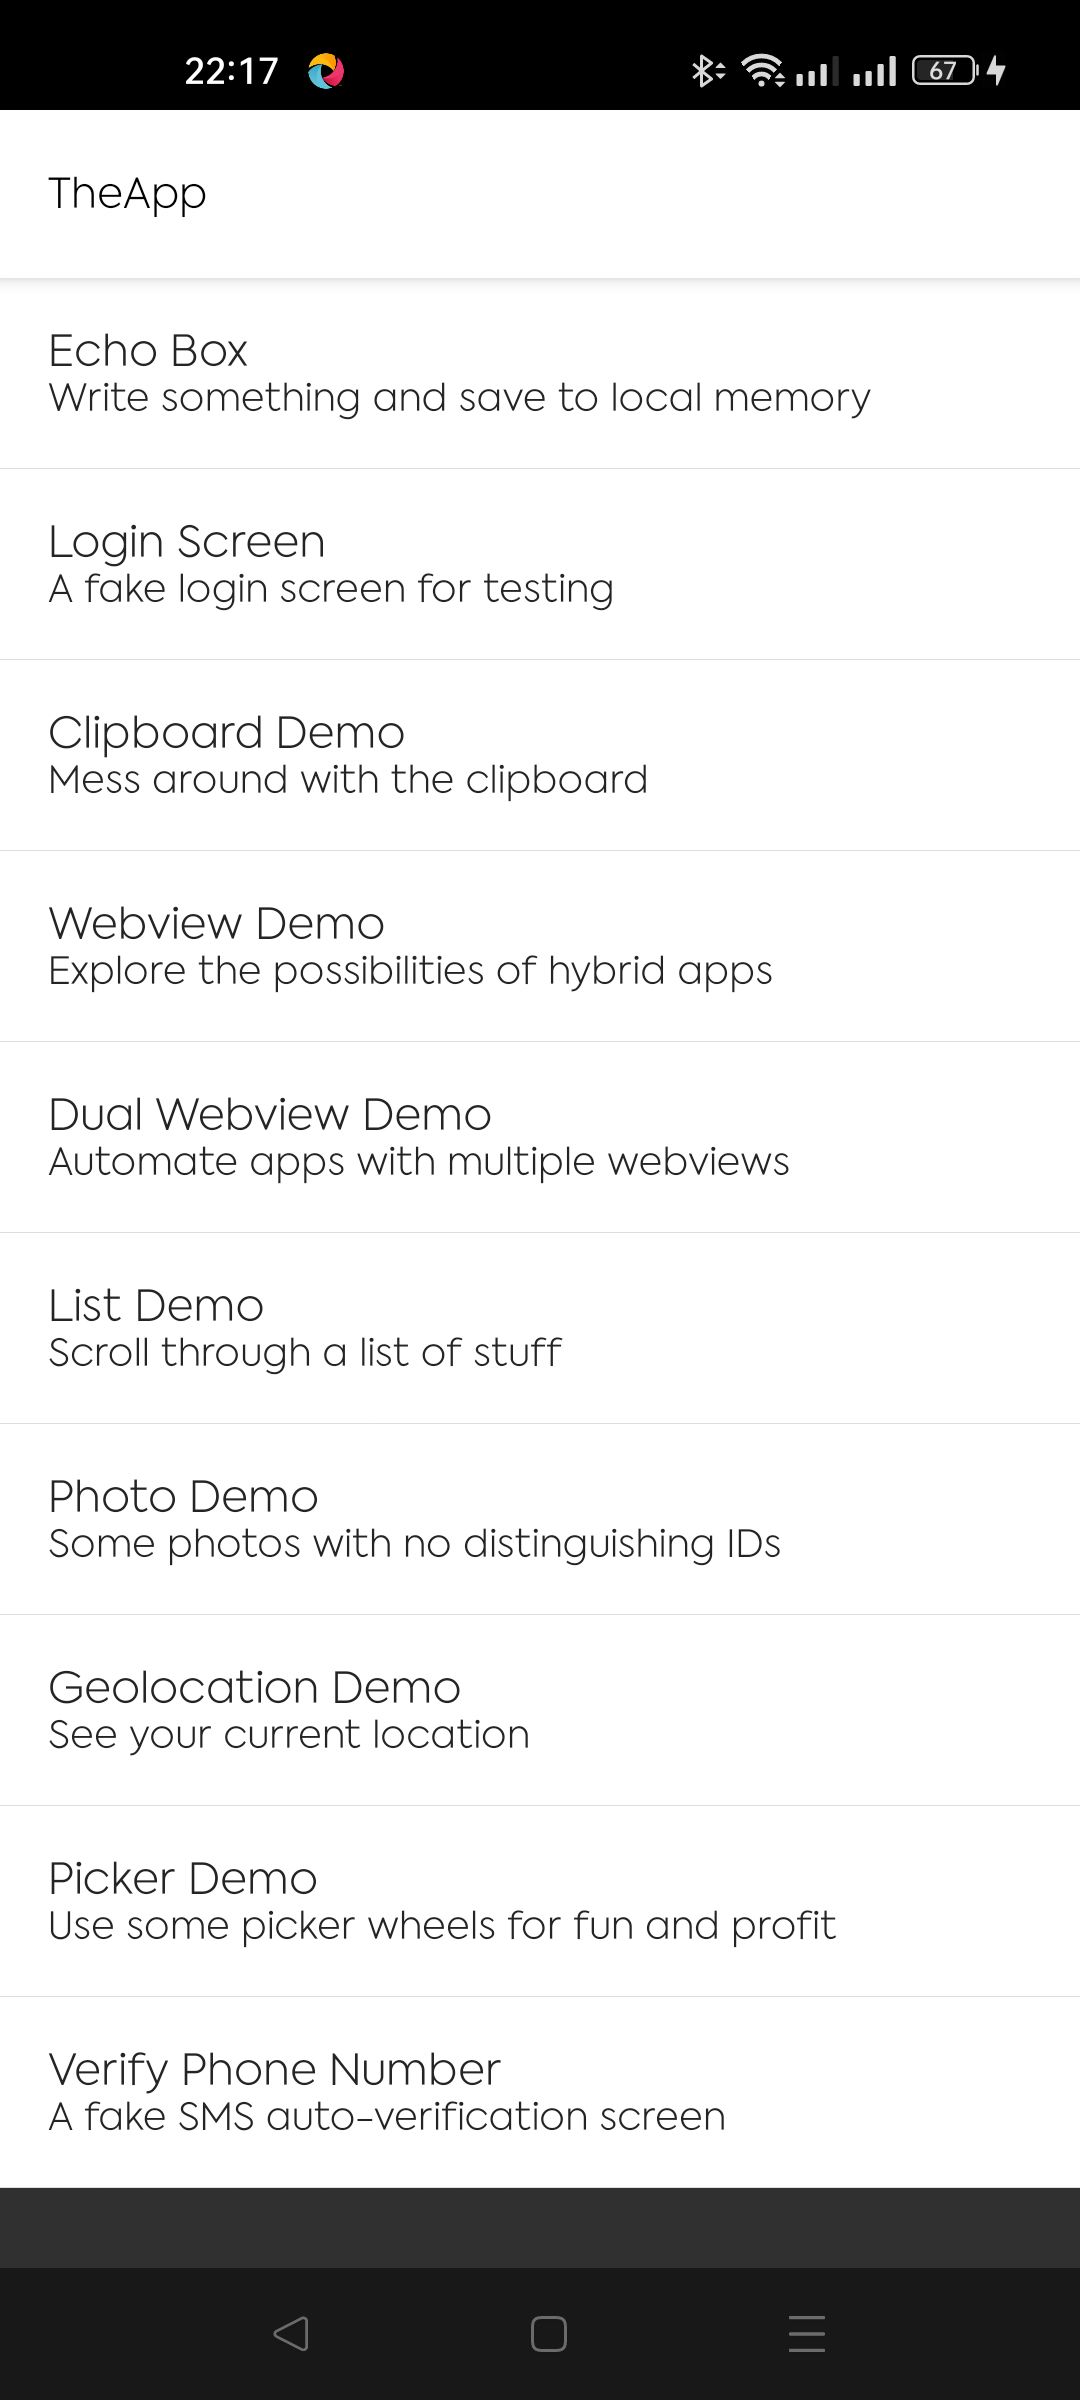 22:17
67
TheApp
Echo Box
Write something and save to local memory
Login Screen
A fake login screen for testing
Clipboard Demo
Mess around with the clipboard
Webview Demo
Explore the possibilities of hybrid apps
Dual Webview Demo
Automate apps with multiple webviews
List Demo
Scroll through a list of stuff
Photo Demo
Some photos with no distinguishing IDs
Geolocation Demo
See your current location
Picker Demo
Use some picker wheels for fun and profit
Verify Phone Number
A fake SMS auto-verification screen